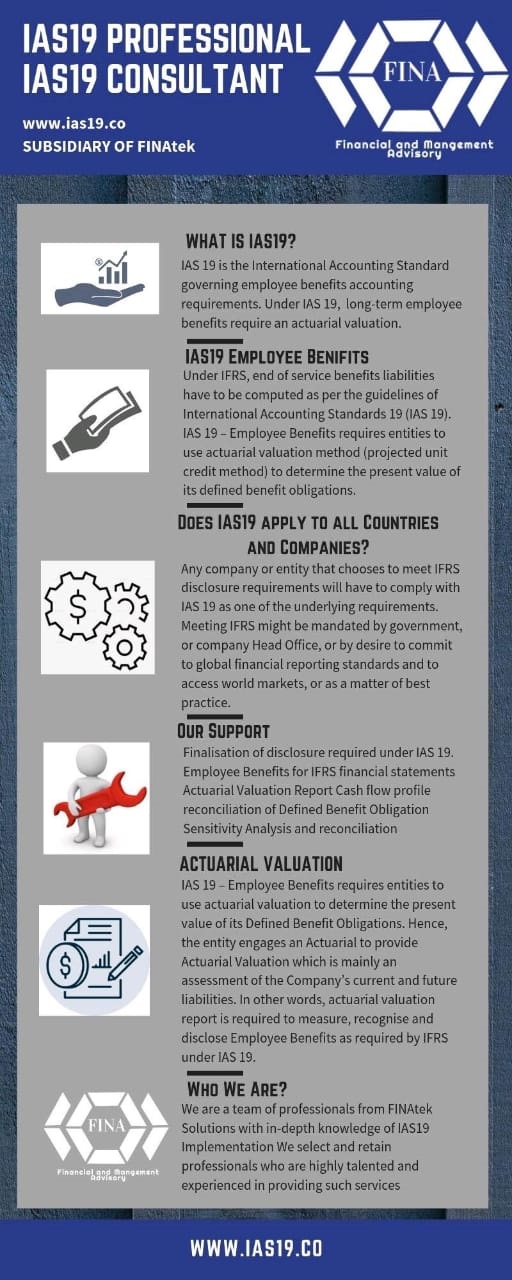 IAS19 PROFESSIONAL
IAS19 CONSULTANT
www.ias19.co
SUBSIDIARY OF FINAtek
FINA
Financial and Mangement
Advisory
WHAT IS IAS19?
IAS 19 is the International Accounting Standard
governing employee benefits accounting
requirements. Under IAS 19, long-term employee
benefits require an actuarial valuation.
IAS19 EMPLOYEE BENIFITS
Under IFRS, end of service benefits liabilities
have to be computed as per the guidelines of
International Accounting Standards 19 (IAS 19).
IAS 19 – Employee Benefits requires entities to
use actuarial valuation method (projected unit
credit method) to determine the present value of
its defined benefit obligations.
DOES IAS19 APPLY TO ALL COUNTRIES
AND COMPANIES?
Any company or entity that chooses to meet IFRS
disclosure requirements will have to comply with
IAS 19 as one of the underlying requirements.
Meeting IFRS might be mandated by government,
or company Head Office, or by desire to commit
to global financial reporting standards and to
access world markets, or as a matter of best
practice.
$
OUR SUPPORT
Finalisation of disclosure required under IAS 19.
Employee Benefits for IFRS financial statements
Actuarial Valuation Report Cash flow profile
reconciliation of Defined Benefit Obligation
Sensitivity Analysis and reconciliation
ACTUARIAL VALUATION
IAS 19 – Employee Benefits requires entities to
use actuarial valuation to determine the present
value of its Defined Benefit Obligations. Hence,
the entity engages an Actuarial to provide
Actuarial Valuation which is mainly an
assessment of the Company's current and future
liabilities. In other words, actuarial valuation
report is required to measure, recognise and
disclose Employee Benefits as required by IFRS
under IAS 19.
$
WHO WE ARE?
We are a team of professionals from FINAtek
Solutions with in-depth knowledge of IAS19
Implementation We select and retain
professionals who are highly talented and
experienced in providing such services
FINA
Financial and Mangement
Advisory
WWW.IAS19.CO